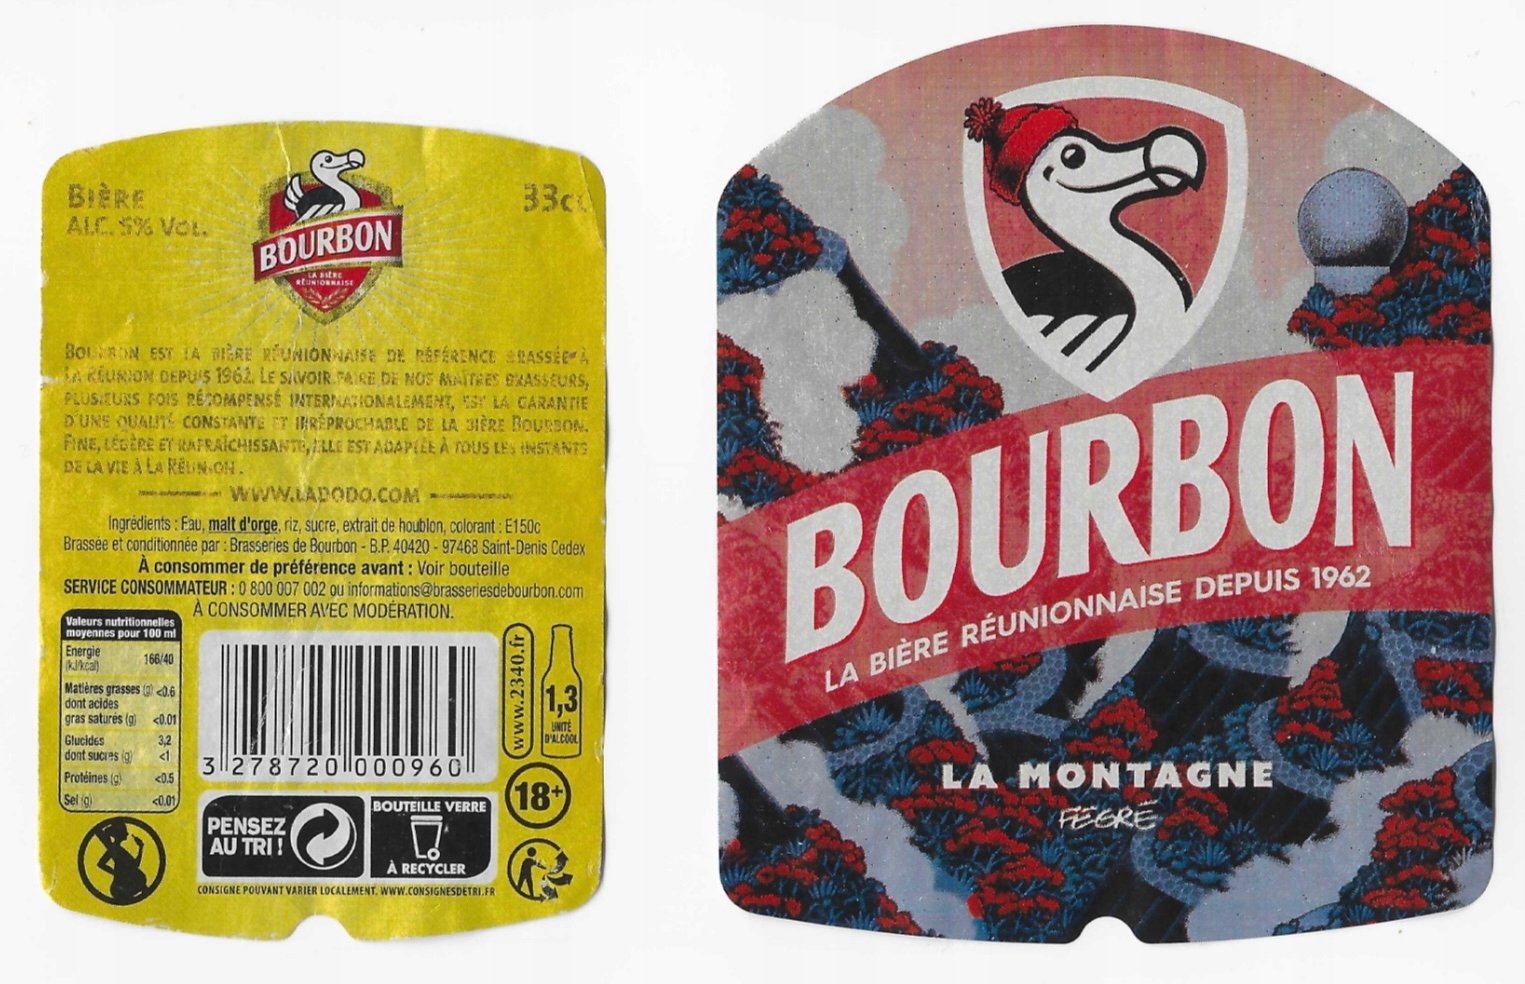 BIÈRE
ALC. 5% VOL.
33cl
BOURBON
LA BIÈRE
RÉUNIONNAISE
BOURBON EST LA BIÈRE RÉUNIONNAISE DE RÉFÉRENCE BRASSÉE À
LA RÉUNION DEPUIS 1962. LE SAVOIR FAIRE DE NOS MAÎTRES BRASSEURS,
PLUSIEURS FOIS RÉCOMPENSÉ INTERNATIONALEMENT, EST LA GARANTIE
D'UNE QUALITÉ CONSTANTE ET IRRÉPROCHABLE DE LA BIÈRE BOURBON.
FINE, LÉGÈRE ET RAFRAÎCHISSANTE, ELLE EST ADAPTÉE À TOUS LES INSTANTS
DE LA VIE À LA RÉUNION.
WWW.LADODO.COM
Ingrédients : Eau, malt d'orge, riz, sucre, extrait de houblon, colorant : E150c
Brassée et conditionnée par : Brasseries de Bourbon - B.P. 40420 - 97468 Saint-Denis Cedex
À consommer de préférence avant : Voir bouteille
SERVICE CONSOMMATEUR : 0 800 007 002 ou informations@brasseriesdebourbon.com
À CONSOMMER AVEC MODÉRATION.
Valeurs nutritionnelles
moyennes pour 100 ml
Energie
(kJ/kcal) 166/40
Matières grasses (g) <0.6
dont acides
gras saturés (g) <0.01
Glucides 3,2
dont sucres (g) <1
Protéines (g) <0.5
Sel (g) <0.01
3 278720 000960
www.2340.fr
1,3
UNITÉ
D'ALCOOL
18+
PENSEZ
AU TRI !
BOUTEILLE VERRE
À RECYCLER
CONSIGNE POUVANT VARIER LOCALEMENT. WWW.CONSIGNESDETRI.FR
BOURBON
LA BIÈRE RÉUNIONNAISE DEPUIS 1962
LA MONTAGNE
FEGRÉ